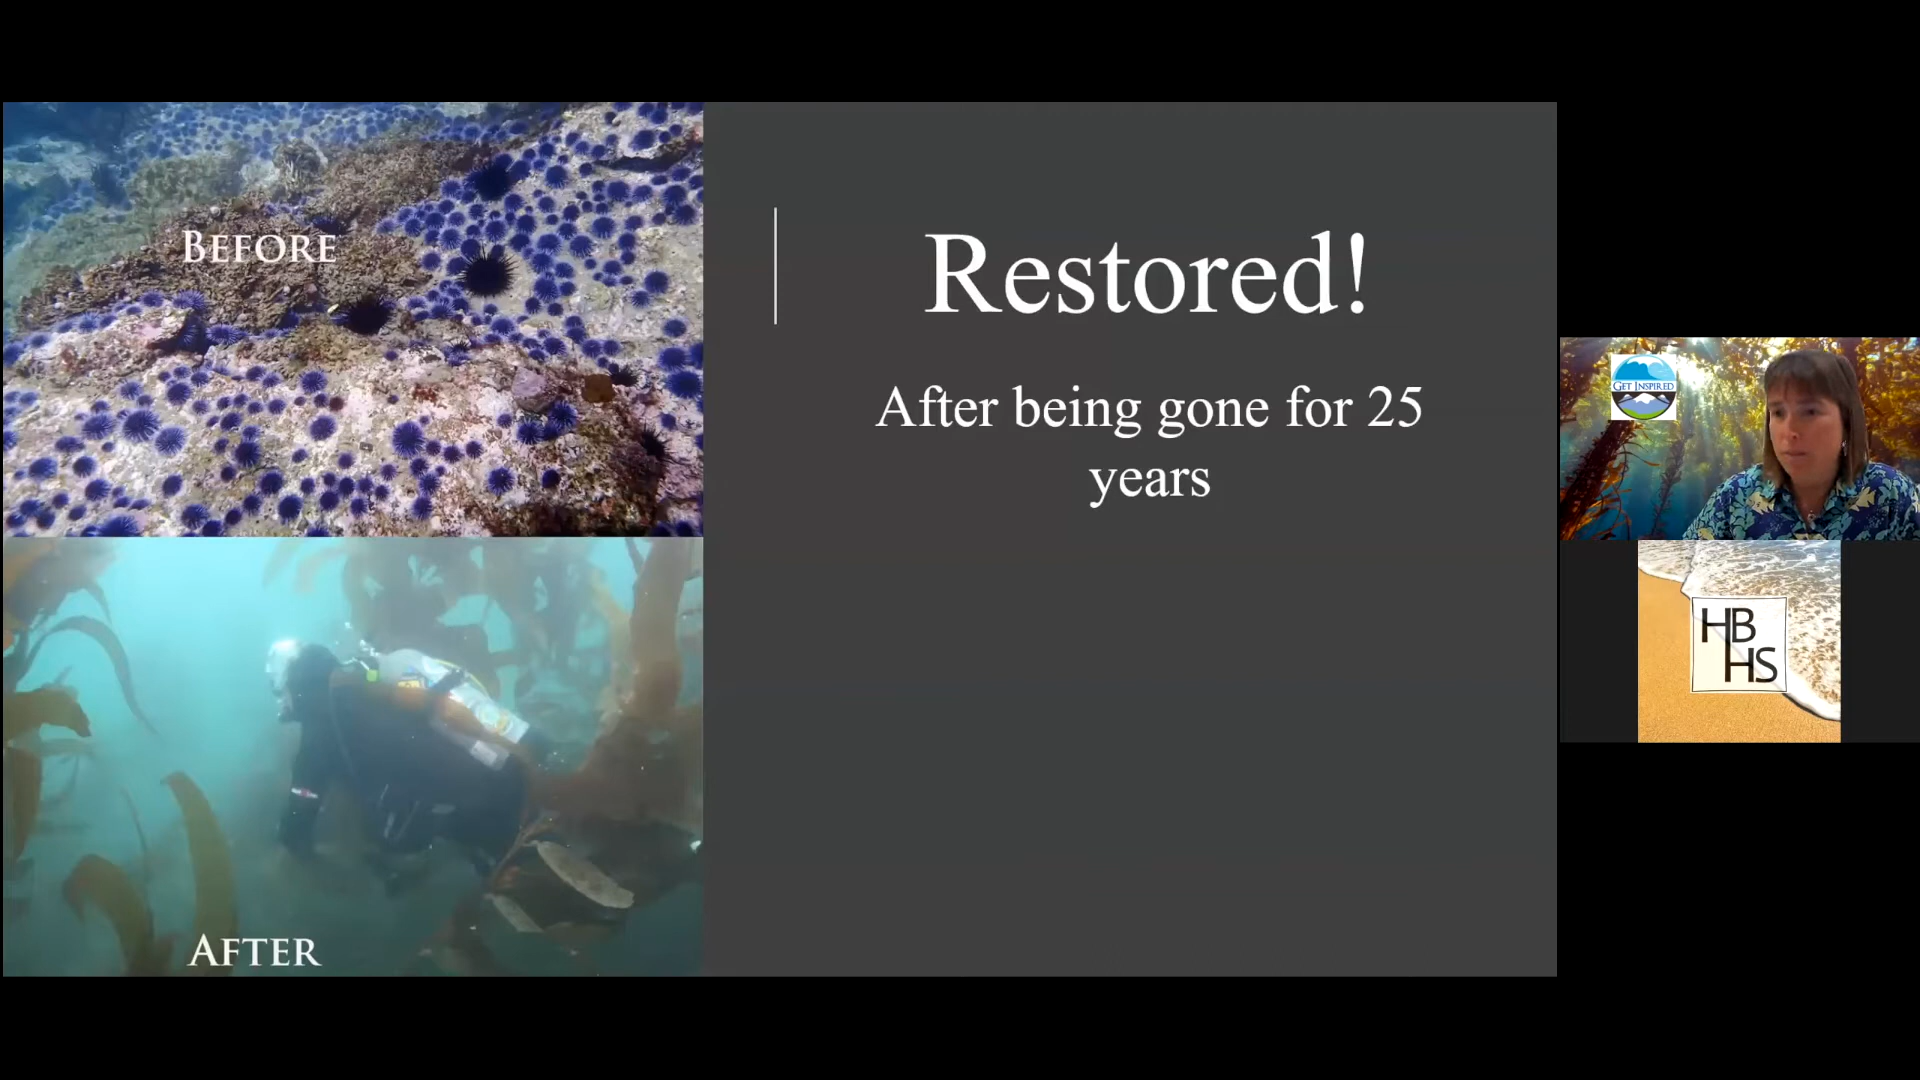 BEFORE
AFTER
Restored!
After being gone for 25
years
GET INSPIRED
HB
HS